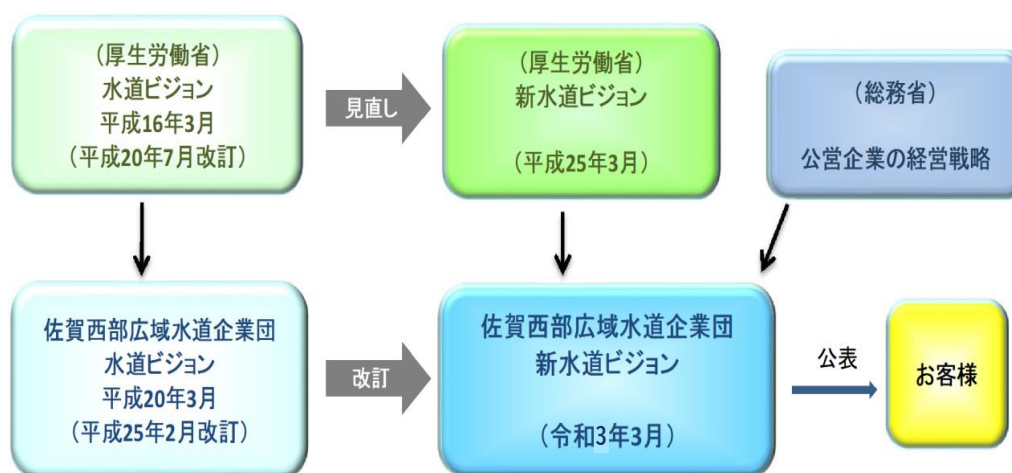 （厚生労働省）
水道ビジョン
平成16年3月
（平成20年7月改訂）
見直し
（厚生労働省）
新水道ビジョン
（平成25年3月）
（総務省）
公営企業の経営戦略
佐賀西部広域水道企業団
水道ビジョン
平成20年3月
（平成25年2月改訂）
改訂
佐賀西部広域水道企業団
新水道ビジョン
（令和3年3月）
公表
お客様